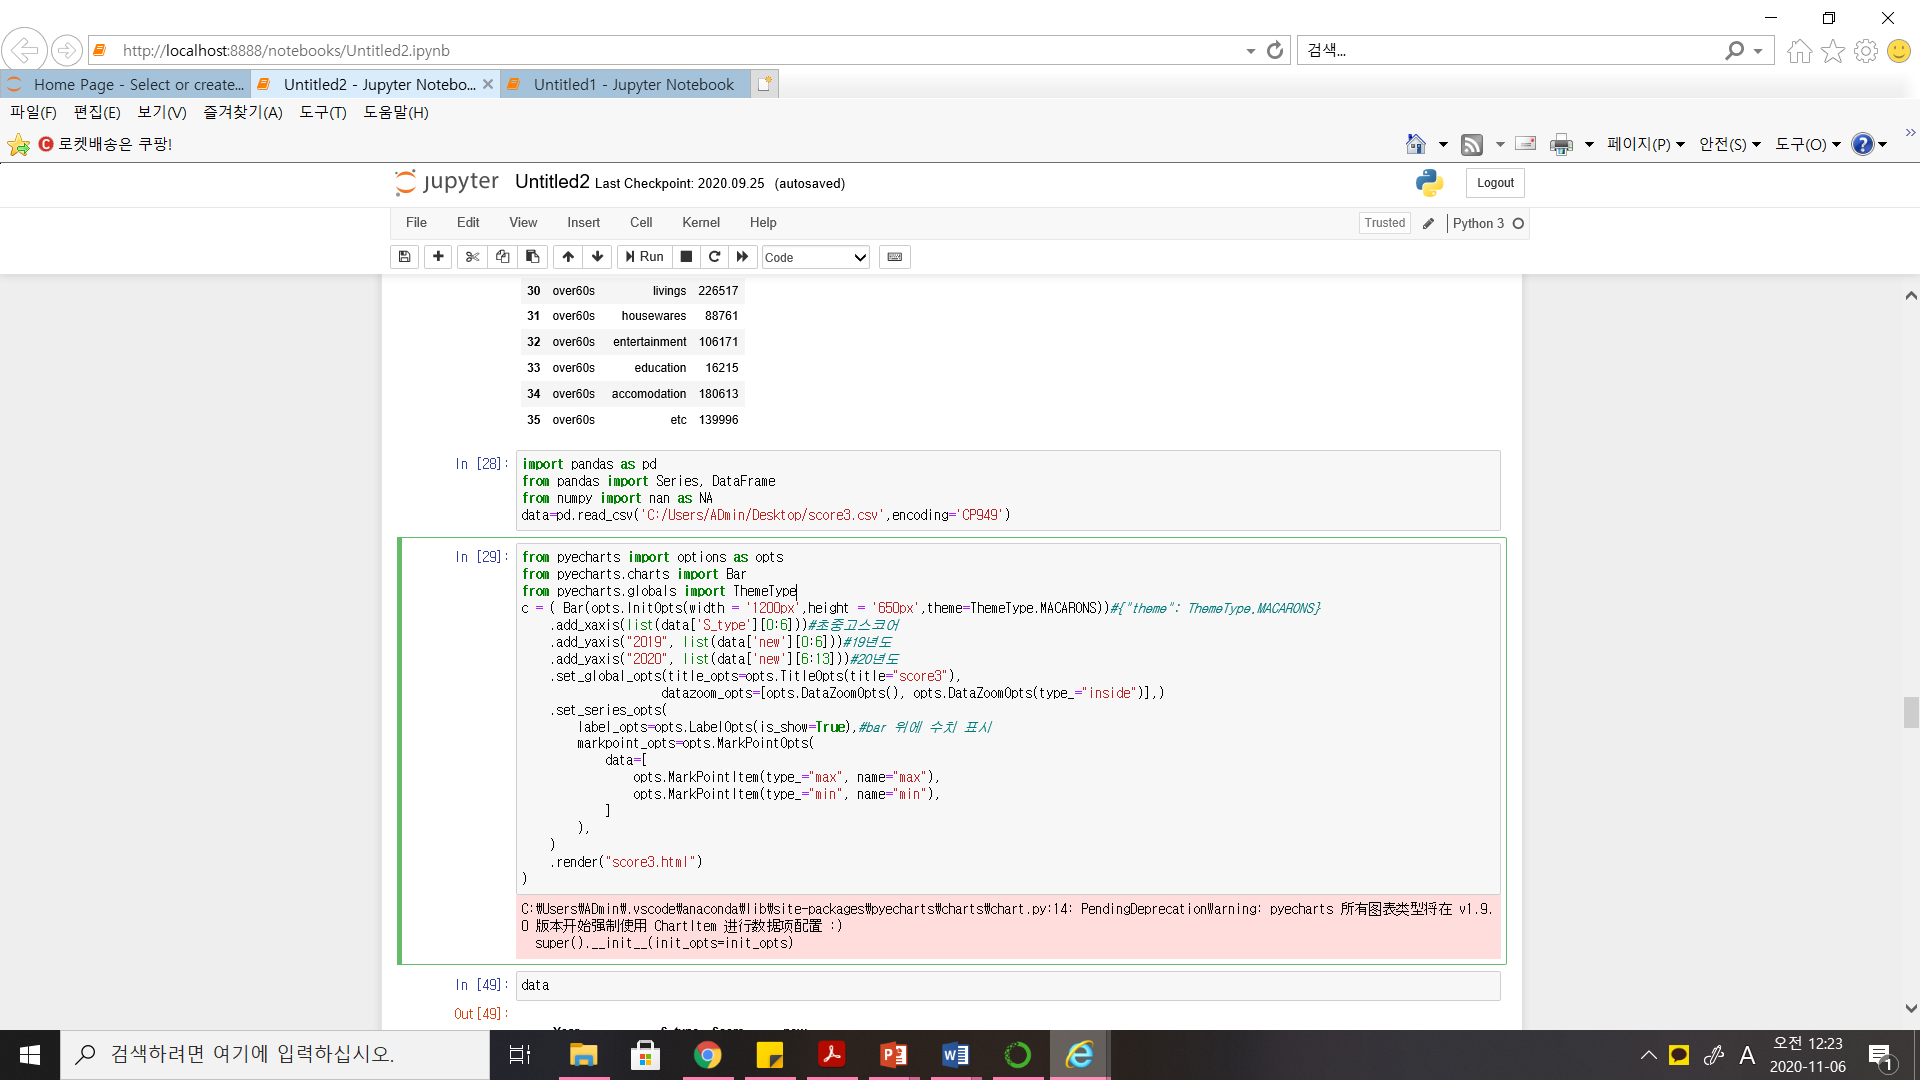 http://localhost:8888/notebooks/Untitled2.ipynb
검색...
Home Page - Select or create...
Untitled2 - Jupyter Notebo...
Untitled1 - Jupyter Notebook
파일(F) 편집(E) 보기(V) 즐겨찾기(A) 도구(T) 도움말(H)
로켓배송은 쿠팡!
페이지(P) 안전(S) 도구(O)
jupyter Untitled2 Last Checkpoint: 2020.09.25 (autosaved)
Logout
File Edit View Insert Cell Kernel Help
Trusted Python 3
Run Code
30 over60s livings 226517
31 over60s housewares 88761
32 over60s entertainment 106171
33 over60s education 16215
34 over60s accomodation 180613
35 over60s etc 139996
In [28]:
import pandas as pd
from pandas import Series, DataFrame
from numpy import nan as NA
data=pd.read_csv('C:/Users/ADmin/Desktop/score3.csv',encoding='CP949')
In [29]:
from pyecharts import options as opts
from pyecharts.charts import Bar
from pyecharts.globals import ThemeType
c = ( Bar(opts.InitOpts(width = '1200px',height = '650px',theme=ThemeType.MACARONS))#{"theme": ThemeType.MACARONS}
.add_xaxis(list(data['S_type'][0:6]))#초중고스코어
.add_yaxis("2019", list(data['new'][0:6]))#19년도
.add_yaxis("2020", list(data['new'][6:13]))#20년도
.set_global_opts(title_opts=opts.TitleOpts(title="score3"),
datazoom_opts=[opts.DataZoomOpts(), opts.DataZoomOpts(type_="inside")],)
.set_series_opts(
label_opts=opts.LabelOpts(is_show=True),#bar 위에 수치 표시
markpoint_opts=opts.MarkPointOpts(
data=[
opts.MarkPointItem(type_="max", name="max"),
opts.MarkPointItem(type_="min", name="min"),
]
),
)
.render("score3.html")
)
C:\Users\ADmin\.vscode\anaconda\lib\site-packages\pyecharts\charts\chart.py:14: PendingDeprecationWarning: pyecharts 所有图表类型将在 v1.9.
0 版本开始强制使用 ChartItem 进行数据项配置 :)
super().__init__(init_opts=init_opts)
In [49]:
data
Out[49]:
검색하려면 여기에 입력하십시오.
A
오전 12:23
2020-11-06
1